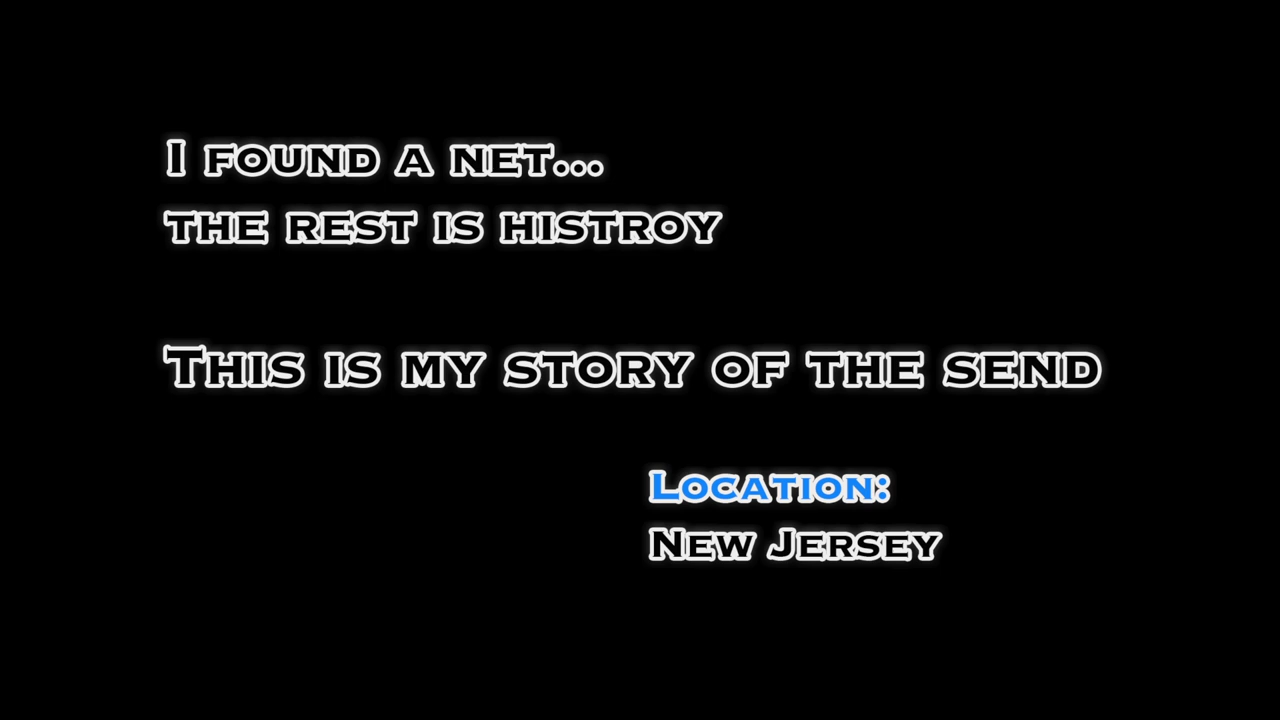 I found a net...
the rest is histroy
This is my story of the send
Location:
New Jersey